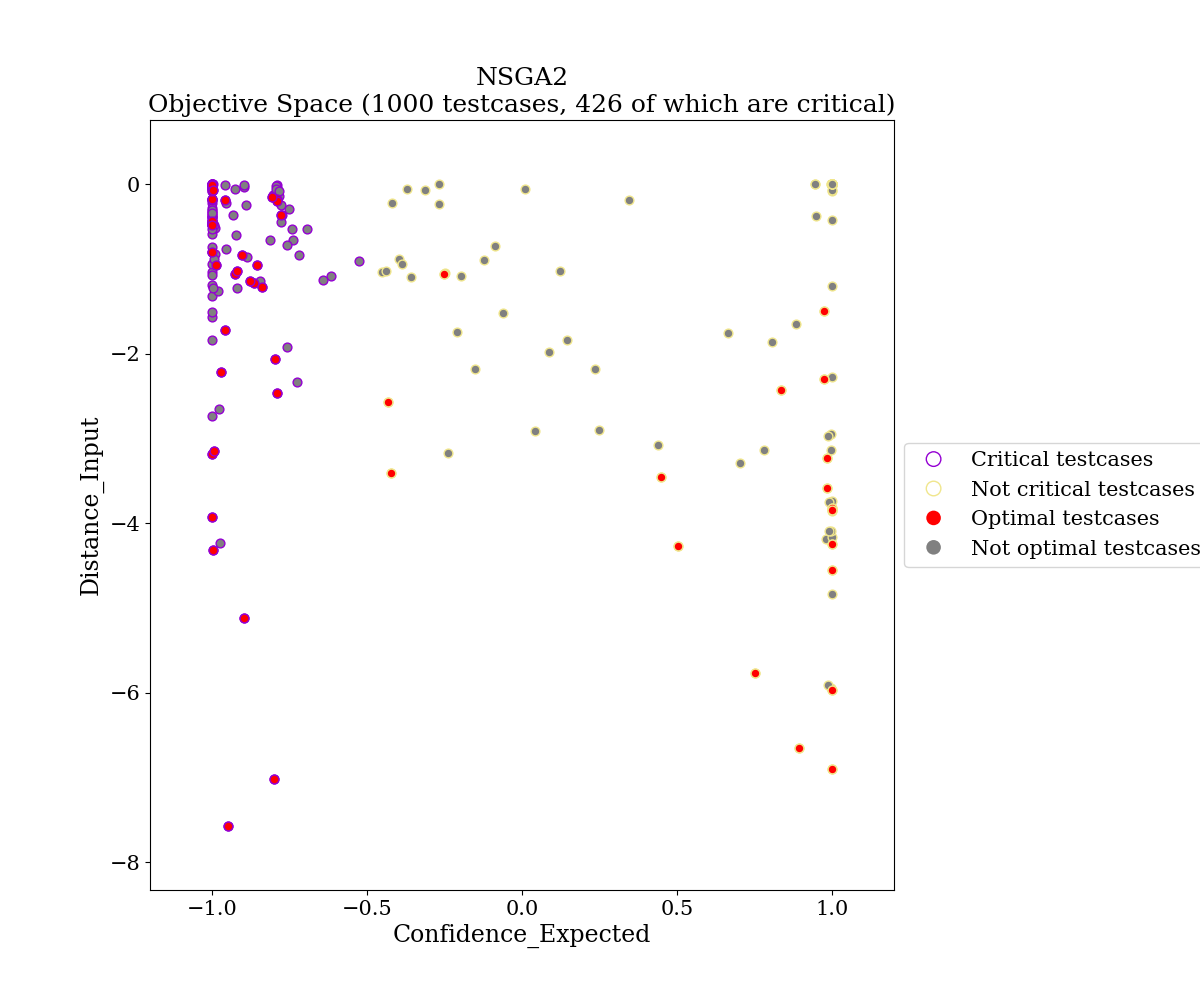 NSGA2
Objective Space (1000 testcases, 426 of which are critical)
0
−2
−4
−6
−8
Distance_Input
−1.0
−0.5
0.0
0.5
1.0
Confidence_Expected
Critical testcases
Not critical testcases
Optimal testcases
Not optimal testcases